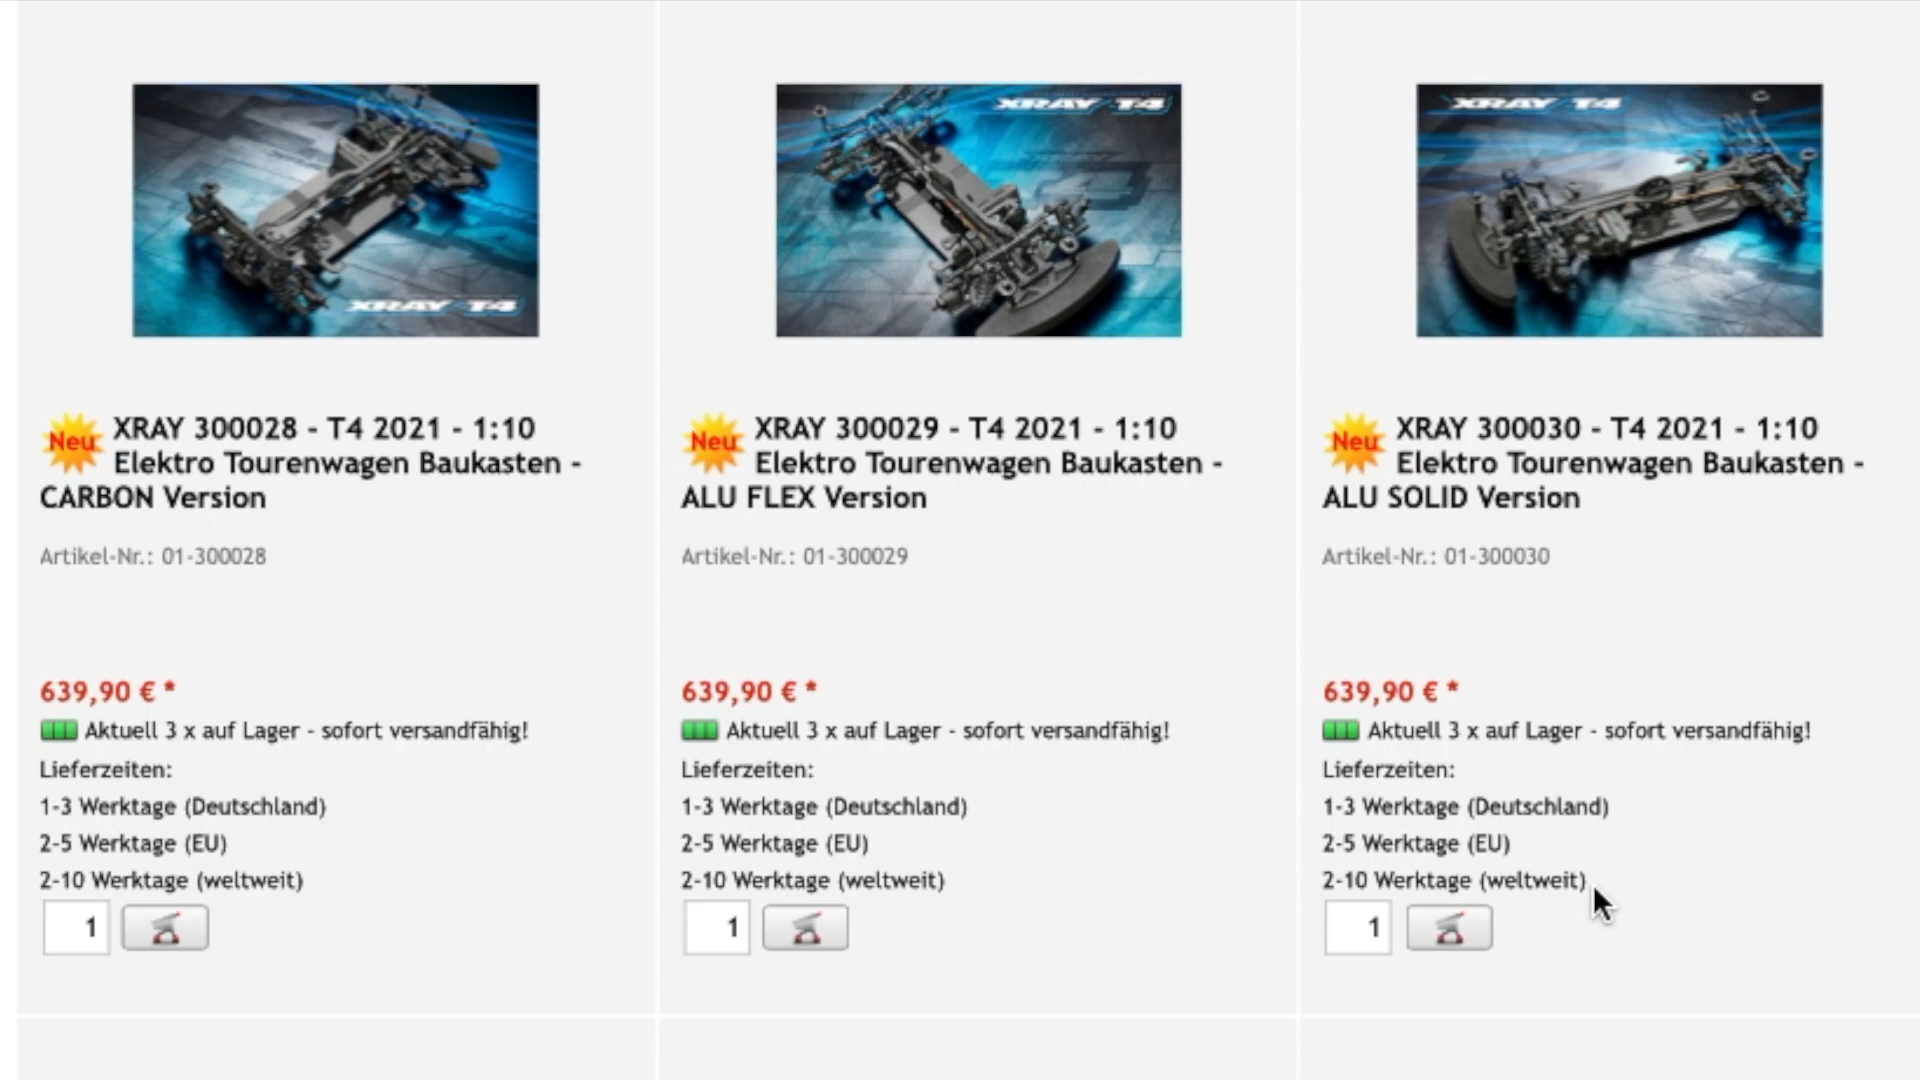 XRAY T4
XRAY T4
XRAY T4
Neu
XRAY 300028 - T4 2021 - 1:10
Elektro Tourenwagen Baukasten -
CARBON Version
Artikel-Nr.: 01-300028
639,90 € *
Aktuell 3 x auf Lager - sofort versandfähig!
Lieferzeiten:
1-3 Werktage (Deutschland)
2-5 Werktage (EU)
2-10 Werktage (weltweit)
1
Neu
XRAY 300029 - T4 2021 - 1:10
Elektro Tourenwagen Baukasten -
ALU FLEX Version
Artikel-Nr.: 01-300029
639,90 € *
Aktuell 3 x auf Lager - sofort versandfähig!
Lieferzeiten:
1-3 Werktage (Deutschland)
2-5 Werktage (EU)
2-10 Werktage (weltweit)
1
Neu
XRAY 300030 - T4 2021 - 1:10
Elektro Tourenwagen Baukasten -
ALU SOLID Version
Artikel-Nr.: 01-300030
639,90 € *
Aktuell 3 x auf Lager - sofort versandfähig!
Lieferzeiten:
1-3 Werktage (Deutschland)
2-5 Werktage (EU)
2-10 Werktage (weltweit)
1